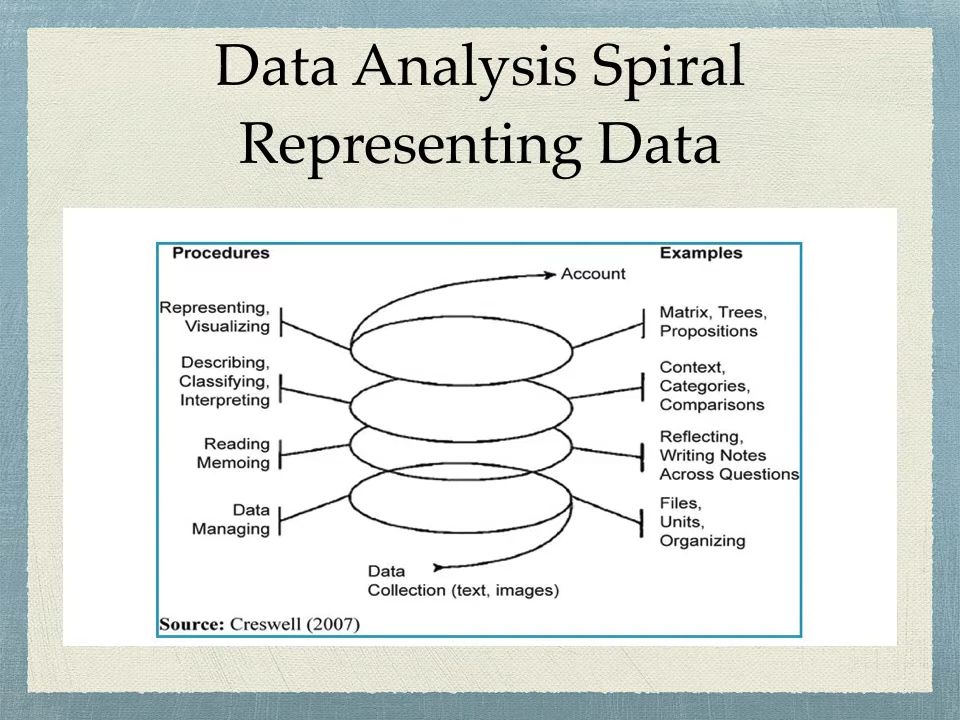 Data Analysis Spiral
Representing Data
Procedures
Examples
Account
Representing,
Visualizing
Matrix, Trees,
Propositions
Describing,
Classifying,
Interpreting
Context,
Categories,
Comparisons
Reading
Memoing
Reflecting,
Writing Notes
Across Questions
Data
Managing
Files,
Units,
Organizing
Data
Collection (text, images)
Source: Creswell (2007)